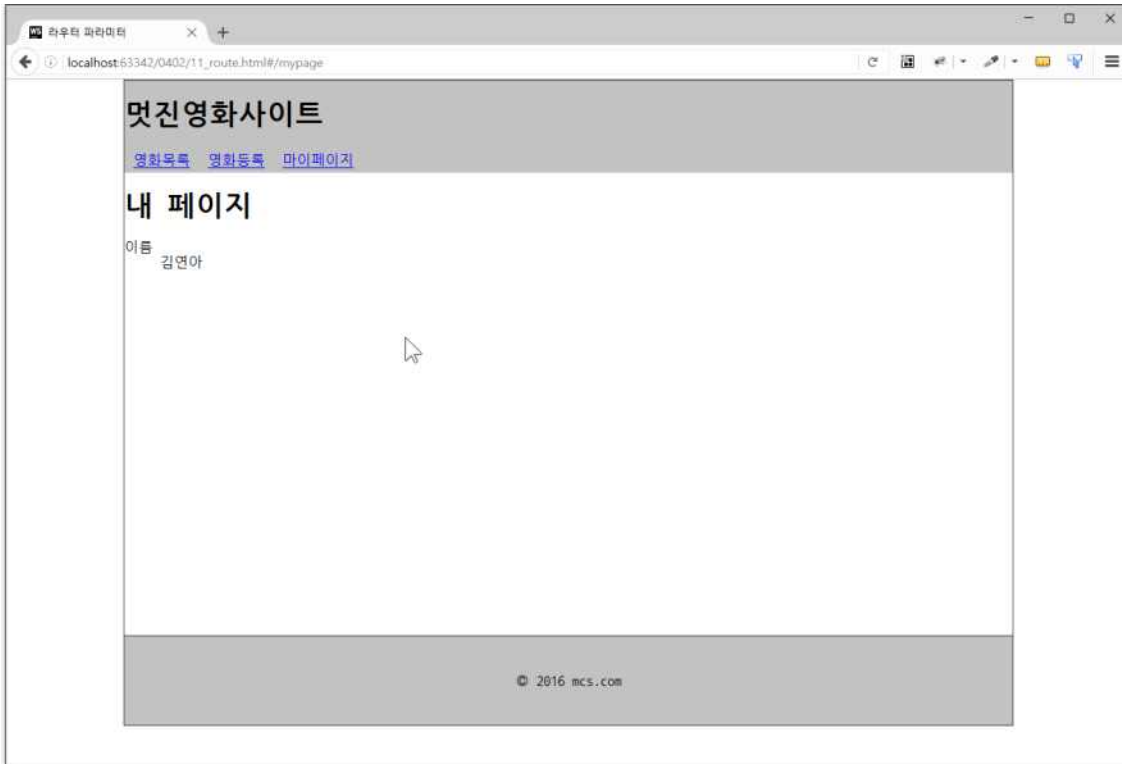 WS 라우터 파라미터
localhost:63342/0402/11_route.html#/mypage
멋진영화사이트
영화목록 영화등록 마이페이지
내 페이지
이름
김연아
© 2016 mcs.com